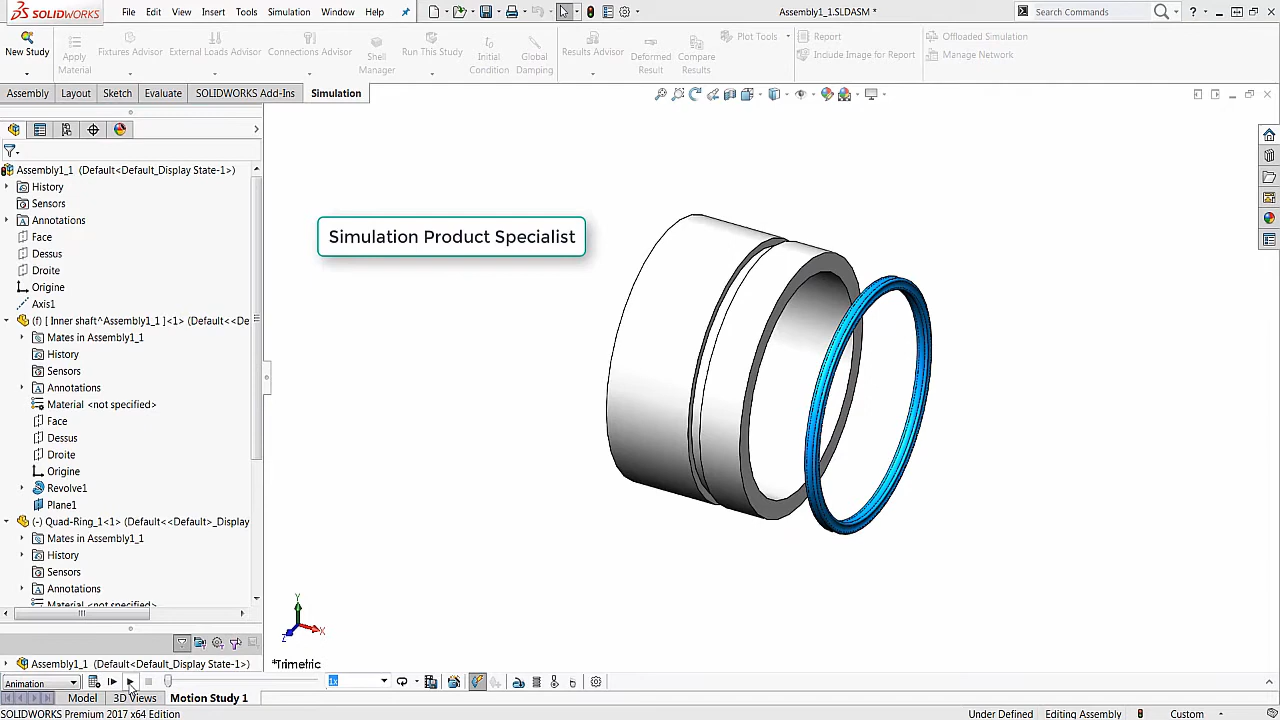 SOLIDWORKS File Edit View Insert Tools Simulation Window Help Assembly1_1.SLDASM * Search Commands
New Study
Apply Material
Fixtures Advisor
External Loads Advisor
Connections Advisor
Shell Manager
Run This Study
Initial Condition
Global Damping
Results Advisor
Deformed Result
Compare Results
Plot Tools
Report
Include Image for Report
Offloaded Simulation
Manage Network
Assembly Layout Sketch Evaluate SOLIDWORKS Add-Ins Simulation
Assembly1_1 (Default<Default_Display State-1>)
History
Sensors
Annotations
Face
Dessus
Droite
Origine
Axis1
(f) [ Inner shaft^Assembly1_1 ]<1> (Default<<De
Mates in Assembly1_1
History
Sensors
Annotations
Material <not specified>
Face
Dessus
Droite
Origine
Revolve1
Plane1
(-) Quad-Ring_1<1> (Default<<Default>_Display
Mates in Assembly1_1
History
Sensors
Annotations
Material <not specified>
Simulation Product Specialist
Y
X
Z
*Trimetric
Assembly1_1 (Default<Default_Display State-1>)
Animation 1x
Model 3D Views Motion Study 1
SOLIDWORKS Premium 2017 x64 Edition Under Defined Editing Assembly Custom